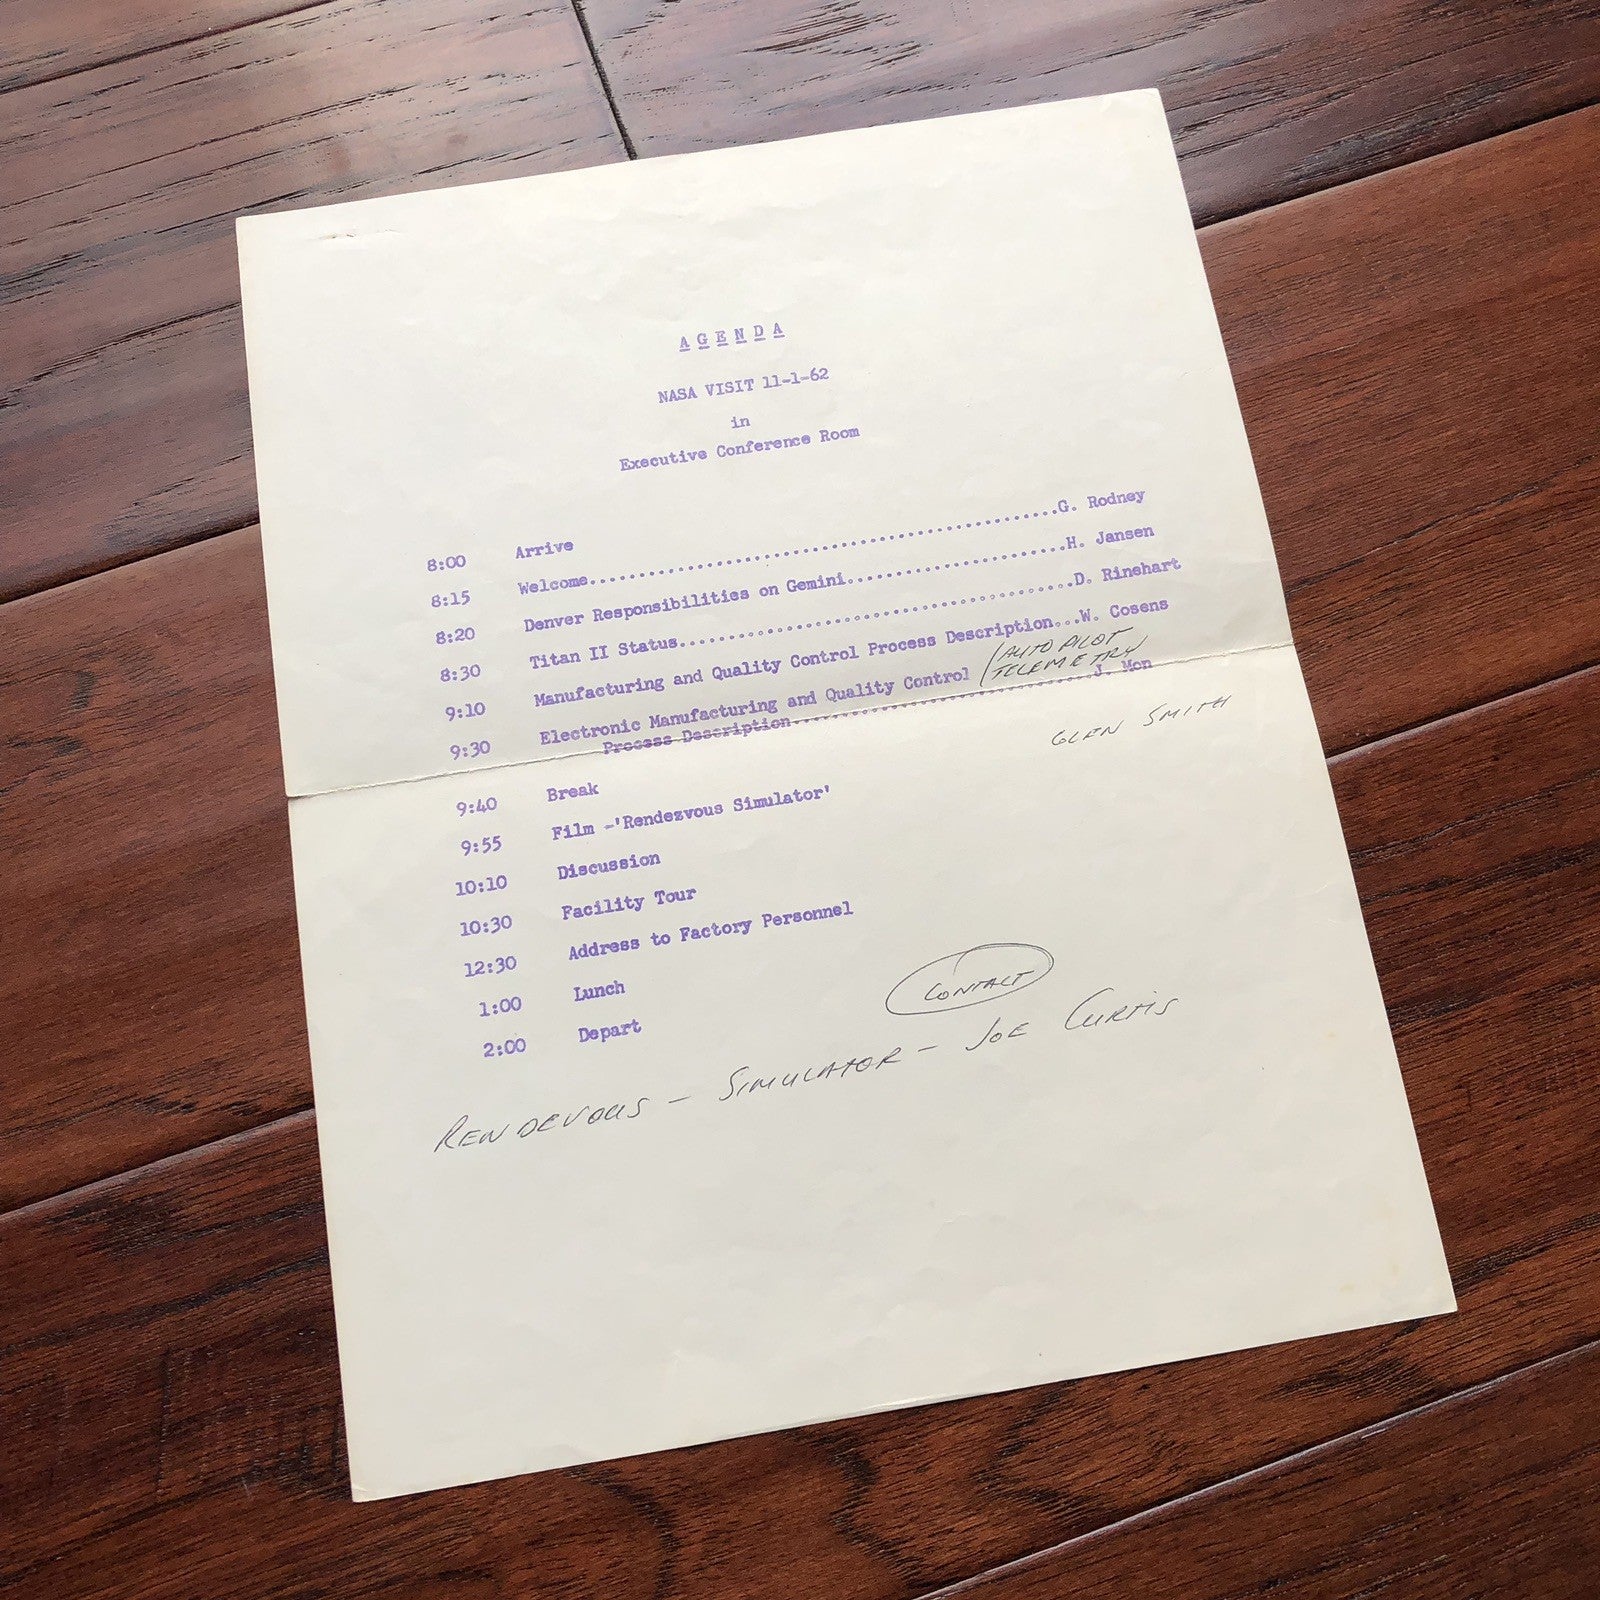 AGENDA
NASA VISIT 11-1-62
in
Executive Conference Room
8:00 Arrive
8:15 Welcome..................................................G. Rodney
8:20 Denver Responsibilities on Gemini........................H. Jansen
8:30 Titan II Status..........................................D. Rinehart
9:10 Manufacturing and Quality Control Process Description...W. Cosens
9:30 Electronic Manufacturing and Quality Control (AUTO PILOT
TELEMETRY
Process Description..............................J. Mon
GLEN SMITH
9:40 Break
9:55 Film -'Rendezvous Simulator'
10:10 Discussion
10:30 Facility Tour
12:30 Address to Factory Personnel
1:00 Lunch
2:00 Depart
CONTACT
RENDEVOUS - SIMULATOR - JOE CURTIS